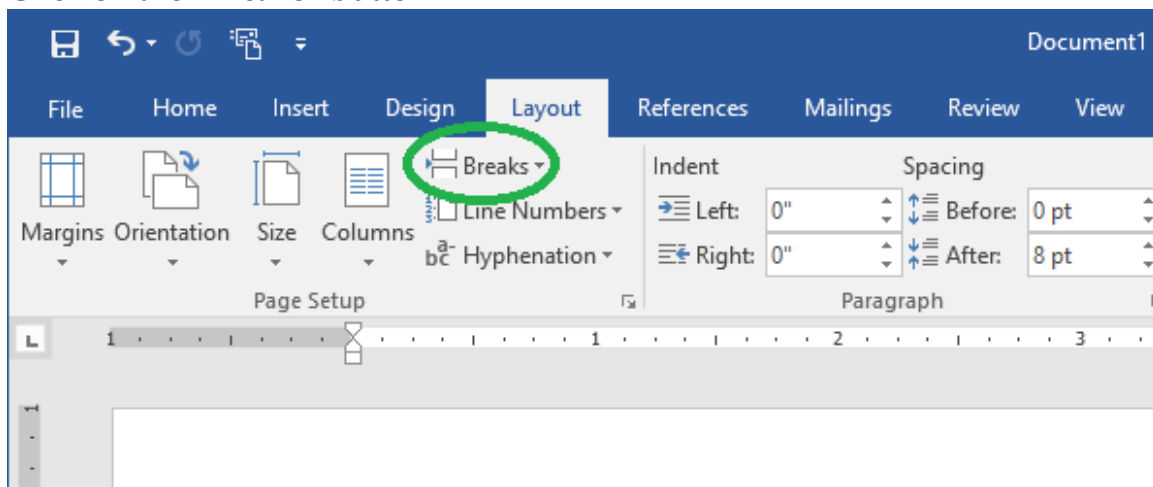 Document1
File Home Insert Design Layout References Mailings Review View
Breaks Indent Spacing
Line Numbers Left: 0" Before: 0 pt
Margins Orientation Size Columns Hyphenation Right: 0" After: 8 pt
Page Setup Paragraph
1 1 2 3
1